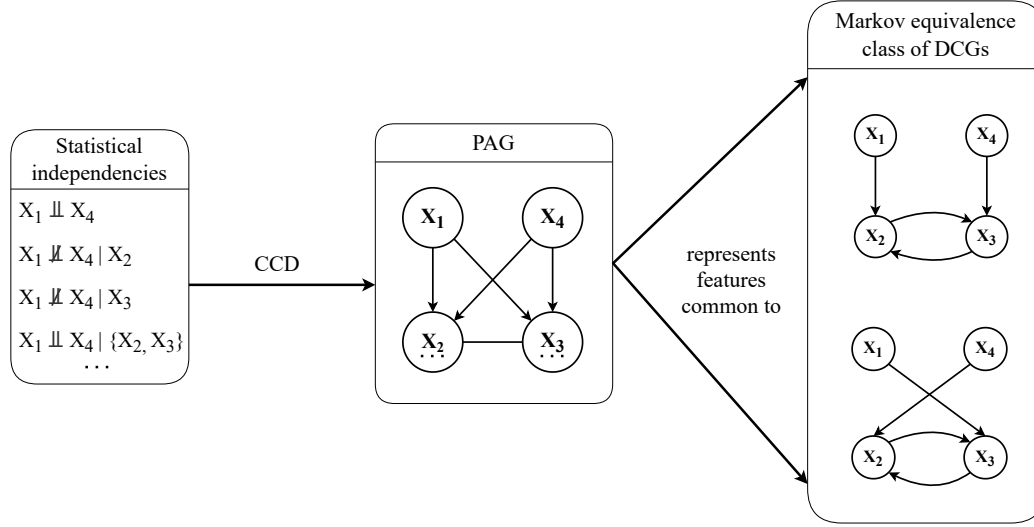 Statistical
independencies
X₁ ⫫ X₄
X₁ ⫫̸ X₄ | X₂
X₁ ⫫̸ X₄ | X₃
X₁ ⫫ X₄ | {X₂, X₃}
...
CCD
PAG
X₁ X₄
X₂ X₃
... ...
represents
features
common to
Markov equivalence
class of DCGs
X₁ X₄
X₂ X₃
X₁ X₄
X₂ X₃